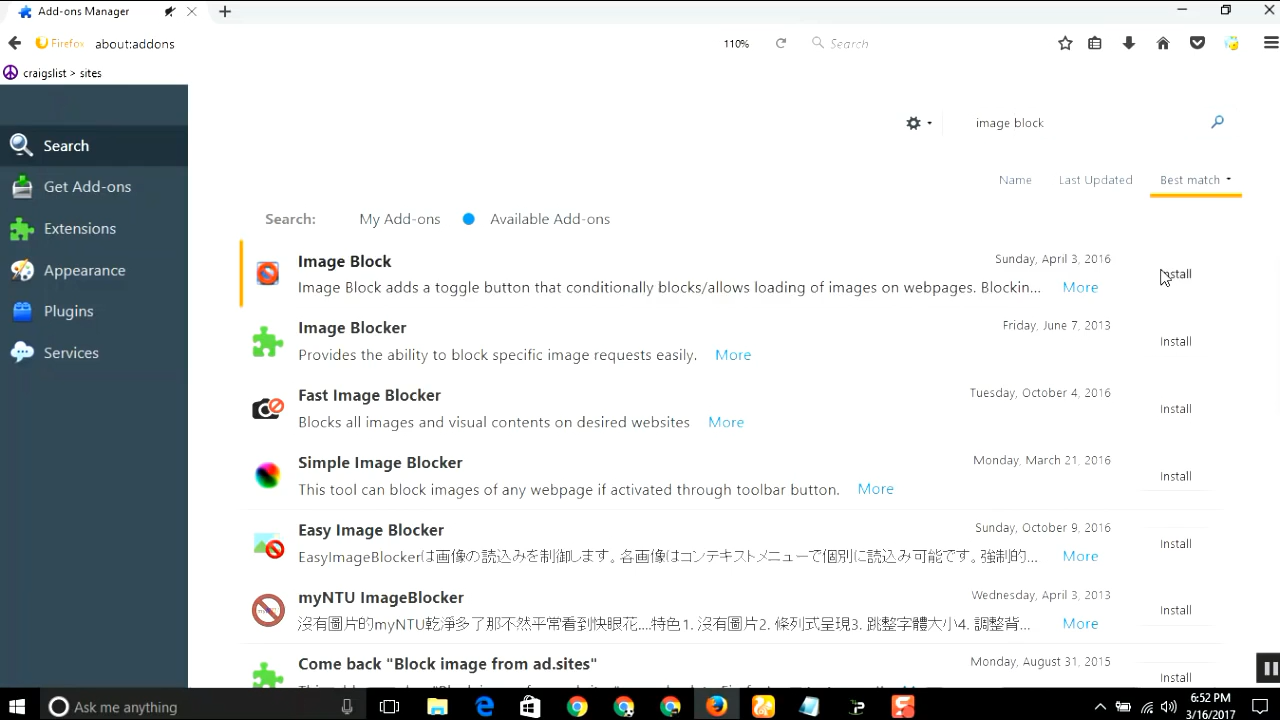 Add-ons Manager
Firefox about:addons 110% Search
craigslist > sites
Search
Get Add-ons
Extensions
Appearance
Plugins
Services
image block
Name Last Updated Best match
Search: My Add-ons Available Add-ons
Image Block Sunday, April 3, 2016
Image Block adds a toggle button that conditionally blocks/allows loading of images on webpages. Blockin... More
Install
Image Blocker Friday, June 7, 2013
Provides the ability to block specific image requests easily. More
Install
Fast Image Blocker Tuesday, October 4, 2016
Blocks all images and visual contents on desired websites More
Install
Simple Image Blocker Monday, March 21, 2016
This tool can block images of any webpage if activated through toolbar button. More
Install
Easy Image Blocker Sunday, October 9, 2016
EasyImageBlockerは画像の読込みを制御します。各画像はコンテキストメニューで個別に読込み可能です。強制的... More
Install
myNTU ImageBlocker Wednesday, April 3, 2013
沒有圖片的myNTU乾淨多了那不然平常看到快眼花....特色1. 沒有圖片2. 條列式呈現3. 跳整字體大小4. 調整背... More
Install
Come back "Block image from ad.sites" Monday, August 31, 2015
Install
Ask me anything
6:52 PM
3/16/2017